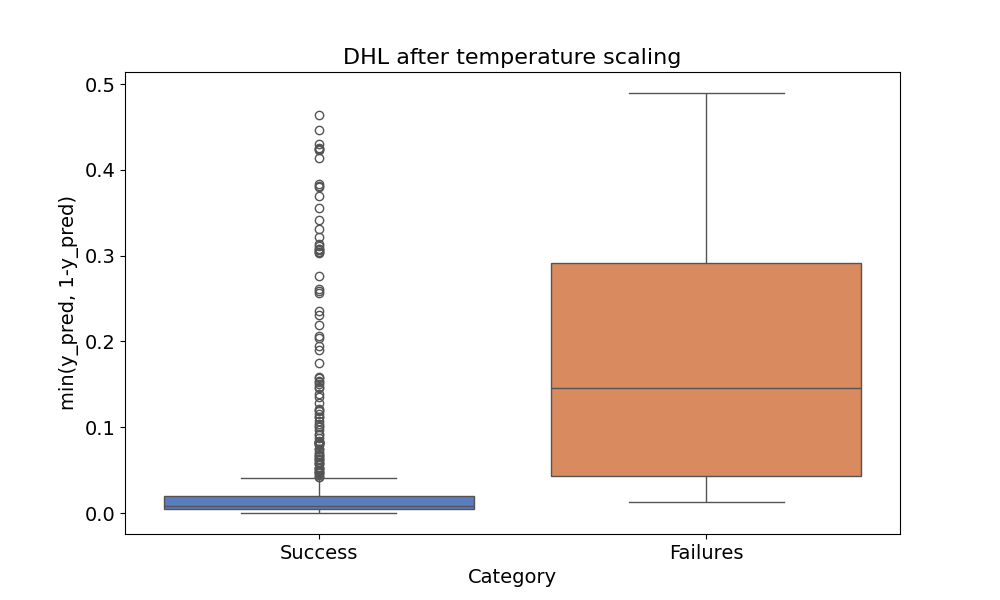 DHL after temperature scaling
min(y_pred, 1-y_pred)
0.5
0.4
0.3
0.2
0.1
0.0
Success
Failures
Category